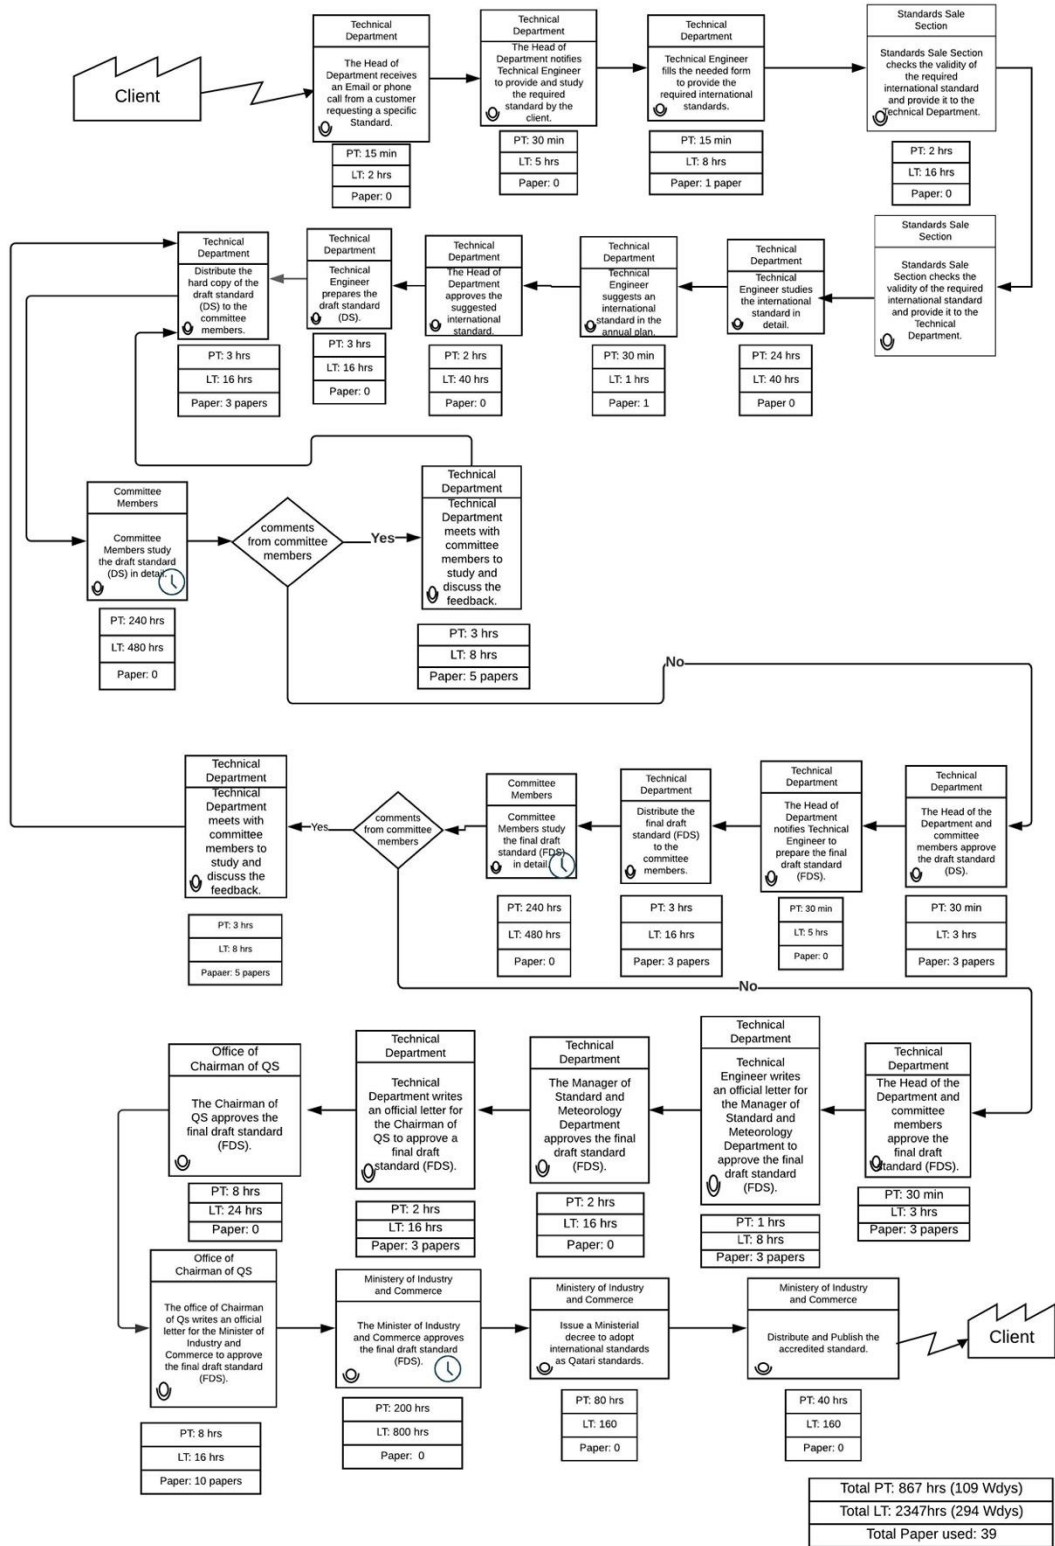 Client
Technical
Department
The Head of
Department receives
an Email or phone
call from a customer
requesting a specific
Standard.
PT: 15 min
LT: 2 hrs
Paper: 0
Technical
Department
The Head of
Department notifies
Technical Engineer
to provide and study
the required
standard by the
client.
PT: 30 min
LT: 5 hrs
Paper: 0
Technical
Department
Technical Engineer
fills the needed form
to provide the
required international
standards.
PT: 15 min
LT: 8 hrs
Paper: 1 paper
Standards Sale
Section
Standards Sale Section
checks the validity of
the required
international standard
and provide it to the
Technical Department.
PT: 2 hrs
LT: 16 hrs
Paper: 0
Standards Sale
Section
Standards Sale
Section checks the
validity of the required
international standard
and provide it to the
Technical
Department.
Technical
Department
Technical
Engineer studies
the international
standard in
detail.
PT: 24 hrs
LT: 40 hrs
Paper 0
Technical
Department
Technical
Engineer
suggests an
international
standard in the
annual plan.
PT: 30 min
LT: 1 hrs
Paper: 1
Technical
Department
The Head of
Department
approves the
suggested
international
standard.
PT: 2 hrs
LT: 40 hrs
Paper: 0
Technical
Department
Technical
Engineer
prepares the
draft standard
(DS).
PT: 3 hrs
LT: 16 hrs
Paper: 0
Technical
Department
Distribute the
hard copy of the
draft standard
(DS) to the
committee
members.
PT: 3 hrs
LT: 16 hrs
Paper: 3 papers
Committee
Members
Committee
Members study
the draft standard
(DS) in detail.
PT: 240 hrs
LT: 480 hrs
Paper: 0
comments
from committee
members
Yes
Technical
Department
Technical
Department
meets with
committee
members to
study and
discuss the
feedback.
PT: 3 hrs
LT: 8 hrs
Paper: 5 papers
No
Technical
Department
The Head of the
Department and
committee
members approve
the draft standard
(DS).
PT: 30 min
LT: 3 hrs
Paper: 3 papers
Technical
Department
The Head of
Department
notifies Technical
Engineer to
prepare the final
draft standard
(FDS).
PT: 30 min
LT: 5 hrs
Paper: 0
Technical
Department
Distribute the
final draft
standard (FDS)
to the
committee
members.
PT: 3 hrs
LT: 16 hrs
Paper: 3 papers
Committee
Members
Committee
Members study
the final draft
standard (FDS)
in detail.
PT: 240 hrs
LT: 480 hrs
Paper: 0
comments
from committee
members
Yes
Technical
Department
Technical
Department
meets with
committee
members to
study and
discuss the
feedback.
PT: 3 hrs
LT: 8 hrs
Papaer: 5 papers
No
Technical
Department
The Head of the
Department and
committee
members
approve the
final draft
standard (FDS).
PT: 30 min
LT: 3 hrs
Paper: 3 papers
Technical
Department
Technical
Engineer writes
an official letter for
the Manager of
Standard and
Meteorology
Department to
approve the final
draft standard
(FDS).
PT: 1 hrs
LT: 8 hrs
Paper: 3 papers
Technical
Department
The Manager of
Standard and
Meteorology
Department
approves the final
draft standard
(FDS).
PT: 2 hrs
LT: 16 hrs
Paper: 0
Technical
Department
Technical
Department writes
an official letter for
the Chairman of
QS to approve a
final draft
standard (FDS).
PT: 2 hrs
LT: 16 hrs
Paper: 3 papers
Office of
Chairman of QS
The Chairman of
QS approves the
final draft standard
(FDS).
PT: 8 hrs
LT: 24 hrs
Paper: 0
Office of
Chairman of QS
The office of Chairman
of Qs writes an official
letter for the Minister of
Industry and
Commerce to approve
the final draft standard
(FDS).
PT: 8 hrs
LT: 16 hrs
Paper: 10 papers
Ministery of Industry
and Commerce
The Minister of Industry
and Commerce approves
the final draft standard
(FDS).
PT: 200 hrs
LT: 800 hrs
Paper: 0
Ministery of Industry
and Commerce
Issue a Ministerial
decree to adopt
international standards
as Qatari standards.
PT: 80 hrs
LT: 160
Paper: 0
Ministery of Industry
and Commerce
Distribute and Publish the
accredited standard.
PT: 40 hrs
LT: 160
Paper: 0
Client
Total PT: 867 hrs (109 Wdys)
Total LT: 2347hrs (294 Wdys)
Total Paper used: 39